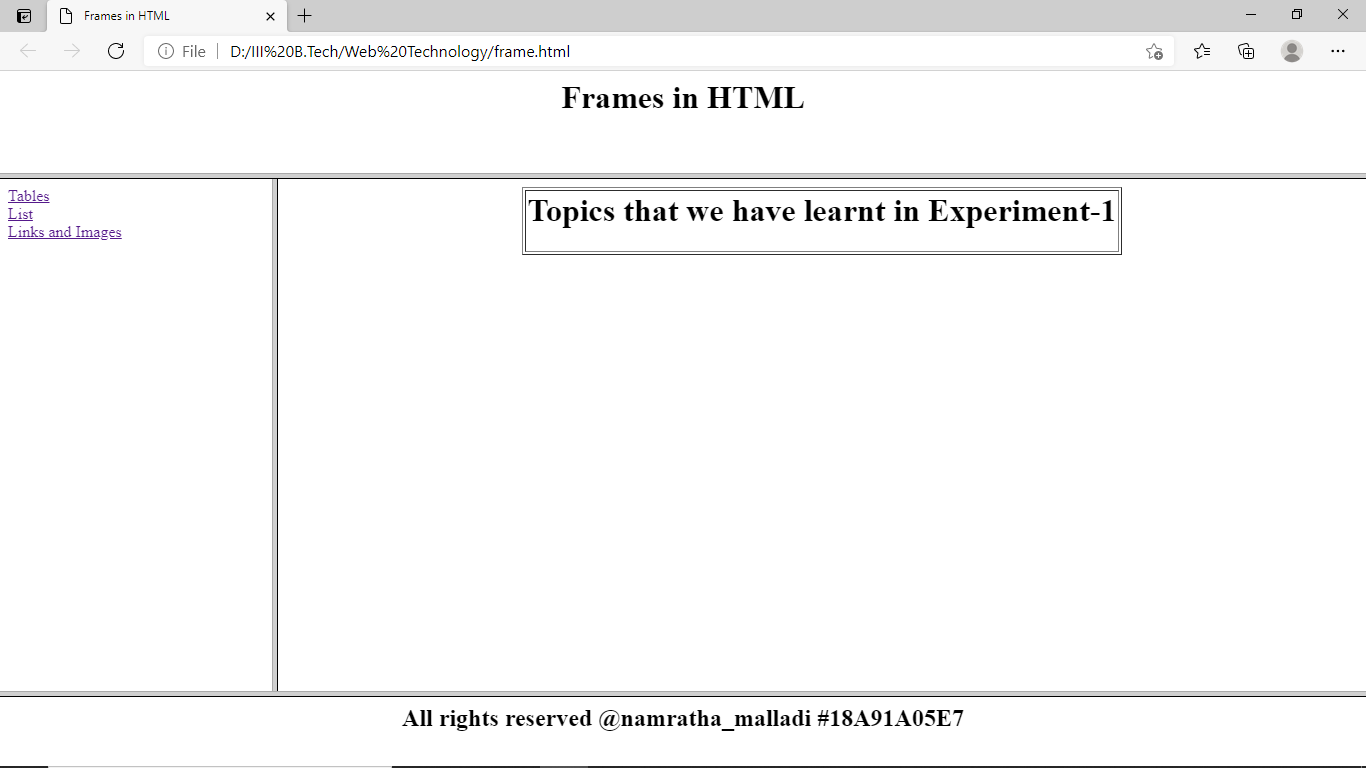 Frames in HTML
File
D:/III%20B.Tech/Web%20Technology/frame.html
Frames in HTML
Tables
List
Links and Images
Topics that we have learnt in Experiment-1
All rights reserved @namratha_malladi #18A91A05E7